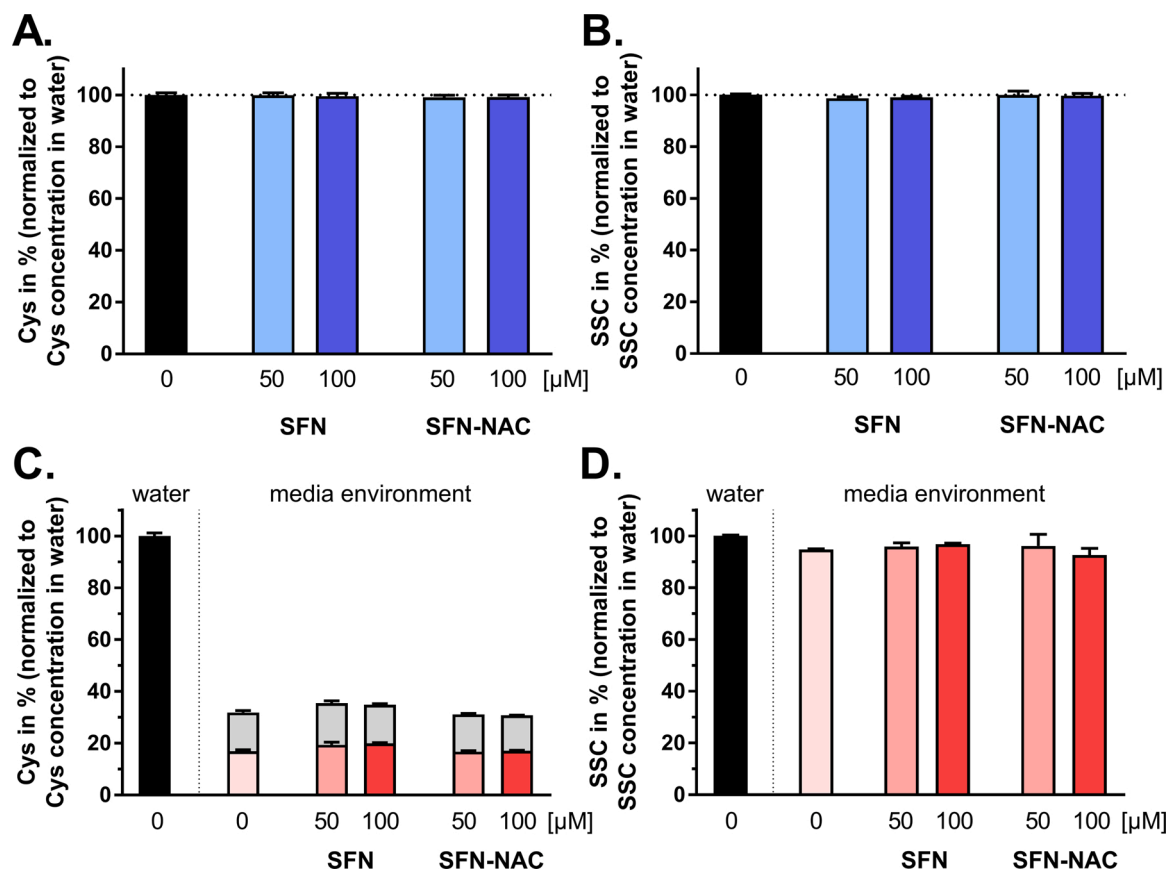 A.
Cys in % (normalized to
Cys concentration in water)
100
80
60
40
20
0
0 50 100 50 100 [µM]
SFN SFN-NAC
B.
SSC in % (normalized to
SSC concentration in water)
100
80
60
40
20
0
0 50 100 50 100 [µM]
SFN SFN-NAC
C.
water media environment
Cys in % (normalized to
Cys concentration in water)
100
80
60
40
20
0
0 0 50 100 50 100 [µM]
SFN SFN-NAC
D.
water media environment
SSC in % (normalized to
SSC concentration in water)
100
80
60
40
20
0
0 0 50 100 50 100 [µM]
SFN SFN-NAC